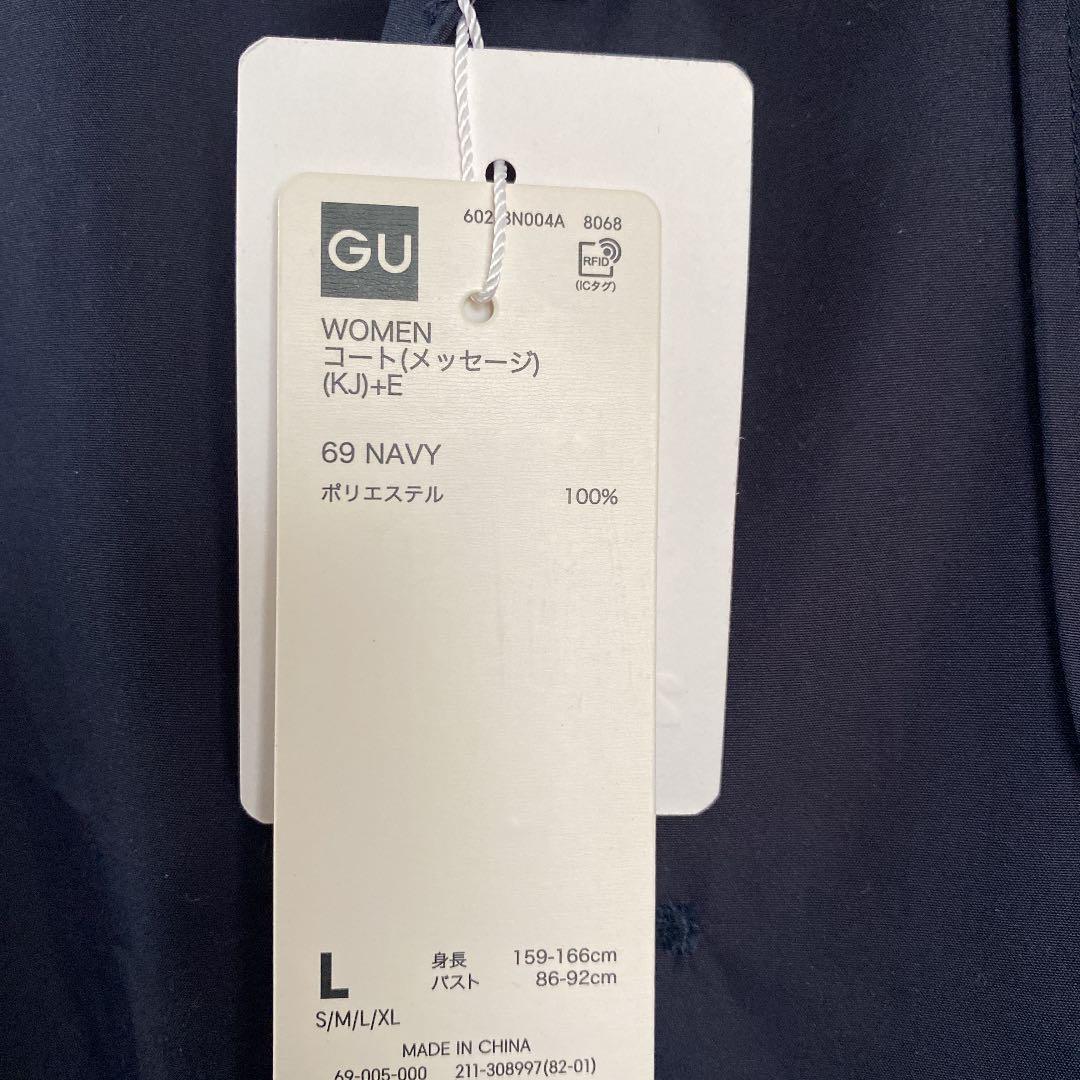 GU
8068
RFID
(ICタグ)
WOMEN
コート(メッセージ)
(KJ)+E
69 NAVY
ポリエステル 100%
L 身長 159-166cm
バスト 86-92cm
S/M/L/XL
MADE IN CHINA
69-005-000 211-308997(82-01)